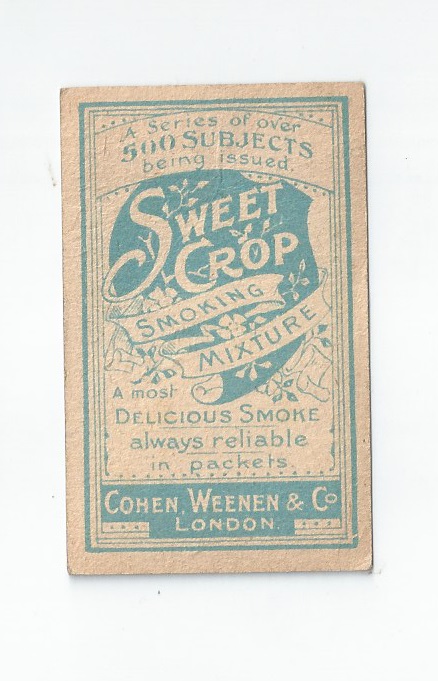 A Series of over
500 SUBJECTS
being issued.
SWEET
CROP
SMOKING
MIXTURE
A most
DELICIOUS SMOKE
always reliable
in packets.
COHEN, WEENEN & Co
LONDON.